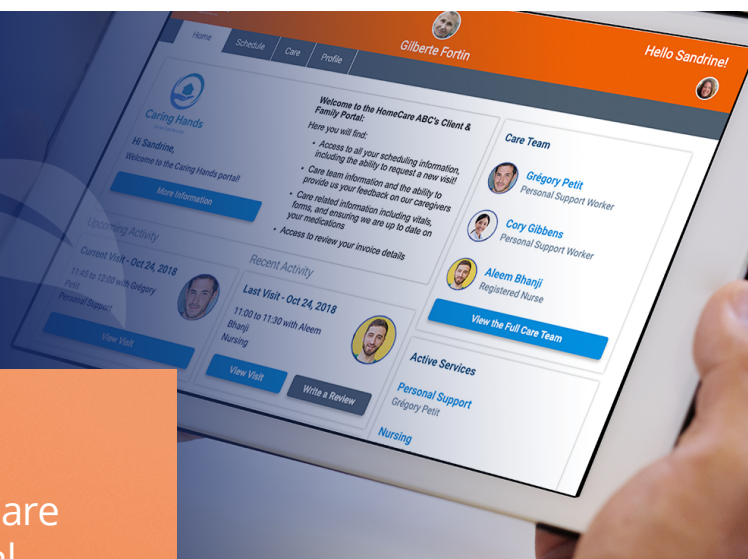 Gilberte Fortin
Hello Sandrine!
Home
Schedule
Care
Profile
Caring Hands
Hi Sandrine,
Welcome to the Caring Hands portal!
More Information
Welcome to the HomeCare ABC's Client &
Family Portal:
Here you will find:
• Access to all your scheduling information,
including the ability to request a new visit!
• Care team information and the ability to
provide us your feedback on our caregivers
• Care related information including vitals,
forms, and ensuring we are up to date on
your medications
• Access to review your invoice details
Upcoming Activity
Current Visit - Oct 24, 2018
11:45 to 12:00 with Grégory
Petit
Personal Support
View Visit
Recent Activity
Last Visit - Oct 24, 2018
11:00 to 11:30 with Aleem
Bhanji
Nursing
View Visit
Write a Review
Care Team
Grégory Petit
Personal Support Worker
Cory Gibbens
Personal Support Worker
Aleem Bhanji
Registered Nurse
View the Full Care Team
Active Services
Personal Support
Grégory Petit
Nursing
are